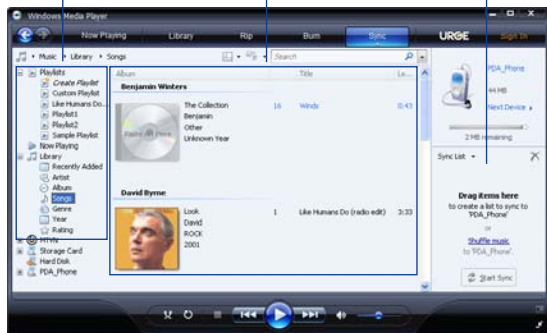 Windows Media Player
Now Playing Library Rip Burn Sync URGE Sign In
Music Library Songs
Search
Playlists
Create Playlist
Custom Playlist
Like Humans Do...
Playlist1
Playlist2
Sample Playlist
Now Playing
Library
Recently Added
Artist
Album
Songs
Genre
Year
Rating
MTVN
Storage Card
Hard Disk
PDA_Phone
Album Title Le...
Benjamin Winters
The Collection 16 Winds 0:43
Benjamin
Other
Unknown Year
David Byrne
Look 1 Like Humans Do (radio edit) 3:33
David
ROCK
2001
PDA_Phone
44 MB
Next Device
2 MB remaining
Sync List
Drag items here
to create a list to sync to
'PDA_Phone'
or
Shuffle music
to 'PDA_Phone'.
Start Sync